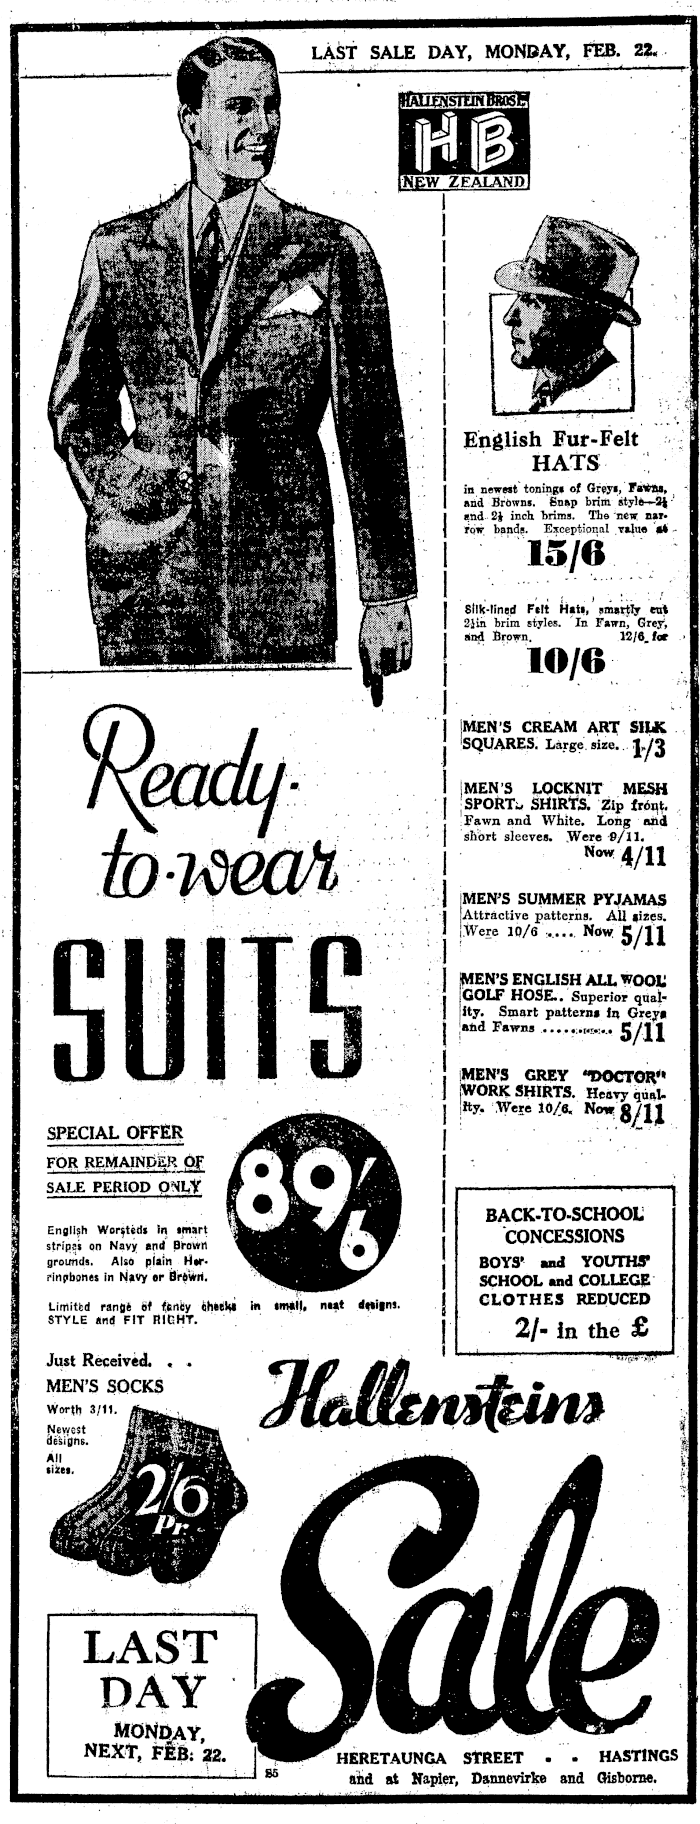 LAST SALE DAY, MONDAY, FEB. 22.
HALLENSTEIN BROS. LTD
HB
NEW ZEALAND
English Fur-Felt
HATS
in newest tonings of Greys, Fawns,
and Browns. Snap brim style—2⅜
and 2½ inch brims. The new nar-
row bands. Exceptional value at
15/6
Silk-lined Felt Hats, smartly cut
2½in brim styles. In Fawn, Grey,
and Brown. 12/6 for
10/6
MEN'S CREAM ART SILK
SQUARES. Large size. 1/3
MEN'S LOCKNIT MESH
SPORTS SHIRTS. Zip front.
Fawn and White. Long and
short sleeves. Were 9/11.
Now 4/11
MEN'S SUMMER PYJAMAS
Attractive patterns. All sizes.
Were 10/6 .... Now 5/11
MEN'S ENGLISH ALL WOOL
GOLF HOSE.. Superior qual-
ity. Smart patterns in Greys
and Fawns .......... 5/11
MEN'S GREY "DOCTOR"
WORK SHIRTS. Heavy qual-
ity. Were 10/6. Now 8/11
BACK-TO-SCHOOL
CONCESSIONS
BOYS' and YOUTHS'
SCHOOL and COLLEGE
CLOTHES REDUCED
2/- in the £
Ready-
to-wear
SUITS
SPECIAL OFFER
FOR REMAINDER OF
SALE PERIOD ONLY
89/6
English Worsteds in smart
stripes on Navy and Brown
grounds. Also plain Her-
ringbones in Navy or Brown.
Limited range of fancy checks in small, neat designs.
STYLE and FIT RIGHT.
Just Received. . .
MEN'S SOCKS
Worth 3/11.
Newest
designs.
All
sizes.
2/6
Pr.
Hallensteins
Sale
LAST
DAY
MONDAY,
NEXT, FEB: 22.
S5
HERETAUNGA STREET . . HASTINGS
and at Napier, Dannevirke and Gisborne.